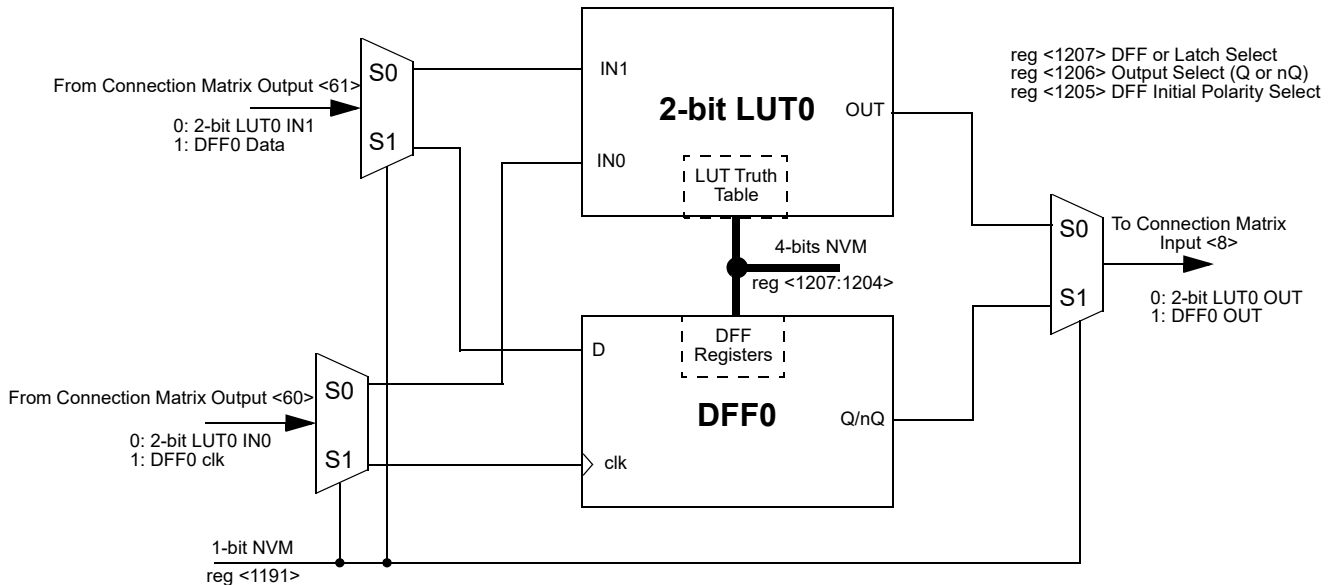 From Connection Matrix Output <61>
0: 2-bit LUT0 IN1
1: DFF0 Data
S0
S1
IN1
IN0
2-bit LUT0
OUT
LUT Truth
Table
reg <1207> DFF or Latch Select
reg <1206> Output Select (Q or nQ)
reg <1205> DFF Initial Polarity Select
4-bits NVM
reg <1207:1204>
S0
S1
To Connection Matrix
Input <8>
0: 2-bit LUT0 OUT
1: DFF0 OUT
From Connection Matrix Output <60>
0: 2-bit LUT0 IN0
1: DFF0 clk
S0
S1
D
clk
DFF
Registers
DFF0
Q/nQ
1-bit NVM
reg <1191>